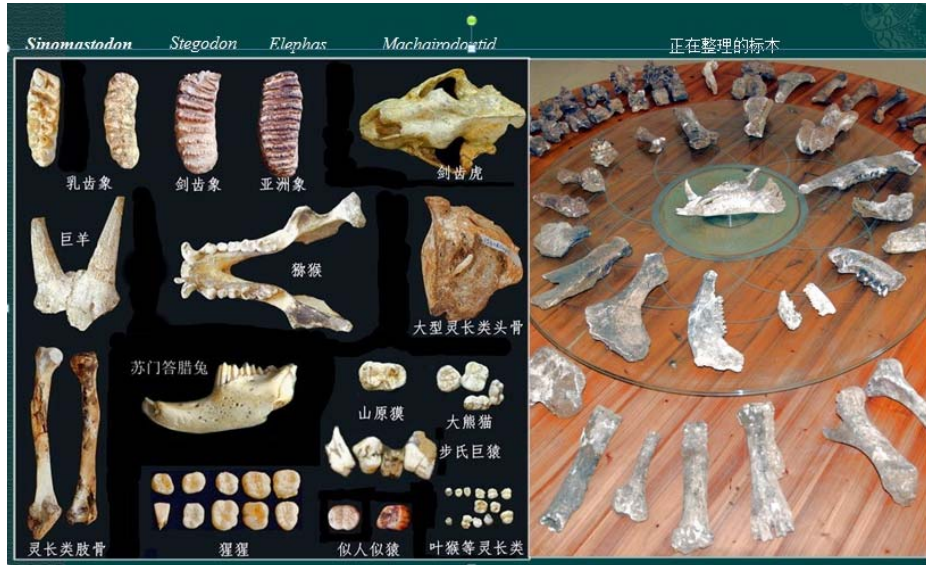 Sinomastodon
Stegodon
Elephas
Machairodontid
正在整理的标本
乳齿象
剑齿象
亚洲象
剑齿虎
巨羊
猕猴
大型灵长类头骨
苏门答腊兔
山原獏
大熊猫
步氏巨猿
灵长类肢骨
猩猩
似人似猿
叶猴等灵长类